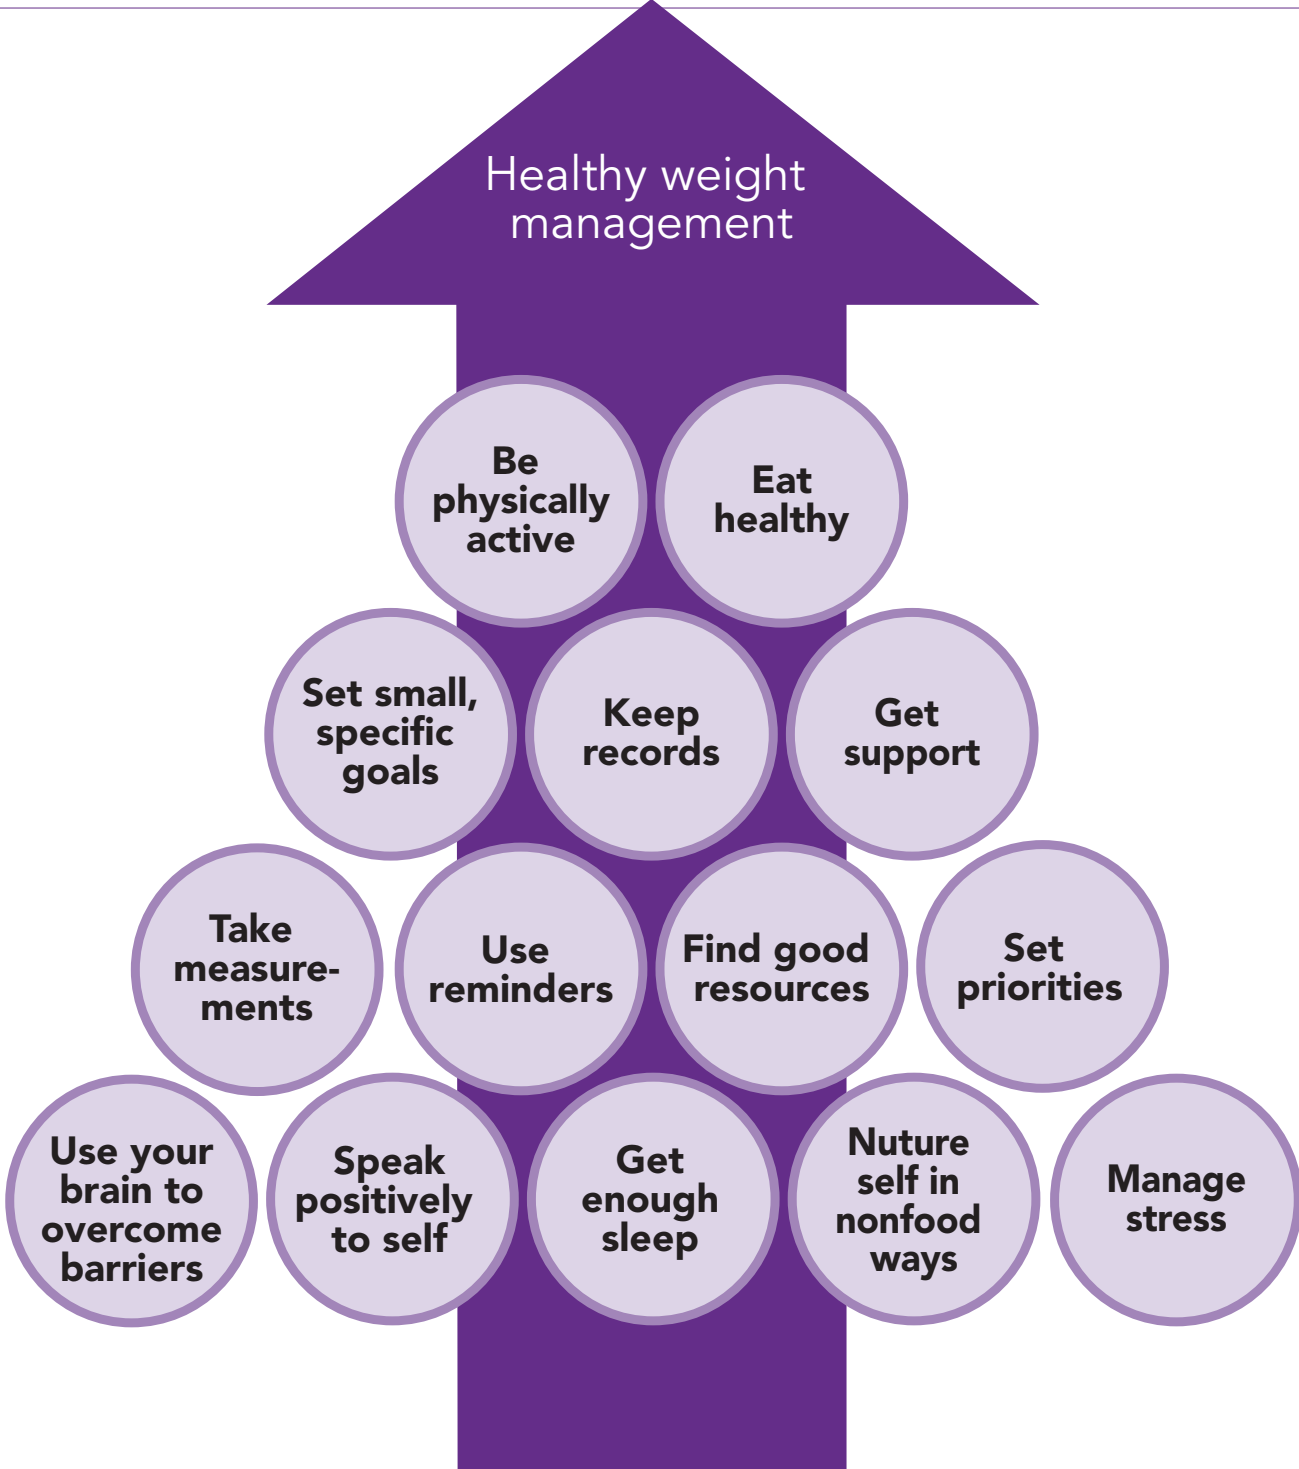 Healthy weight
management
Be
physically
active
Eat
healthy
Set small,
specific
goals
Keep
records
Get
support
Take
measure-
ments
Use
reminders
Find good
resources
Set
priorities
Use your
brain to
overcome
barriers
Speak
positively
to self
Get
enough
sleep
Nuture
self in
nonfood
ways
Manage
stress